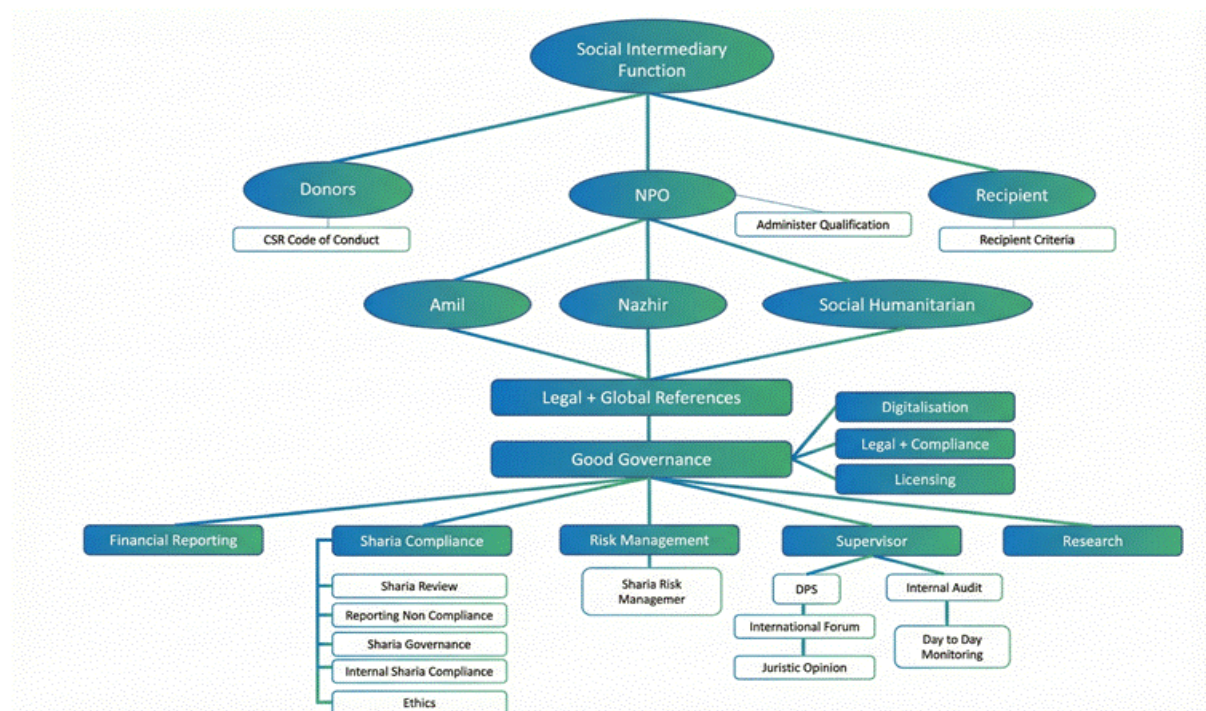 Social Intermediary
Function
Donors
NPO
Recipient
CSR Code of Conduct
Administer Qualification
Recipient Criteria
Amil
Nazhir
Social Humanitarian
Legal + Global References
Digitalisation
Good Governance
Legal + Compliance
Licensing
Financial Reporting
Sharia Compliance
Risk Management
Supervisor
Research
Sharia Review
Reporting Non Compliance
Sharia Governance
Internal Sharia Compliance
Ethics
Sharia Risk
Managemer
DPS
International Forum
Juristic Opinion
Internal Audit
Day to Day
Monitoring